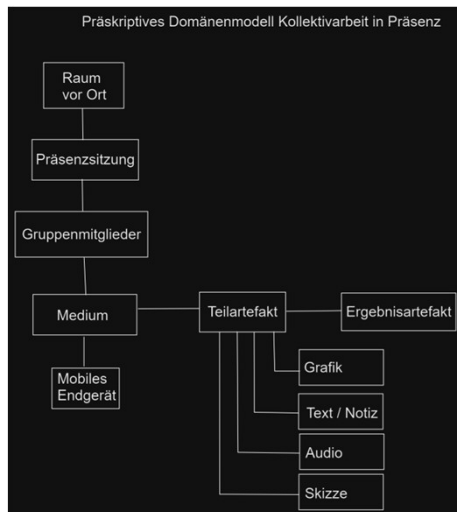 Präskriptives Domänenmodell Kollektivarbeit in Präsenz
Raum
vor Ort
Präsenzsitzung
Gruppenmitglieder
Medium
Teilartefakt
Ergebnisartefakt
Mobiles
Endgerät
Grafik
Text / Notiz
Audio
Skizze